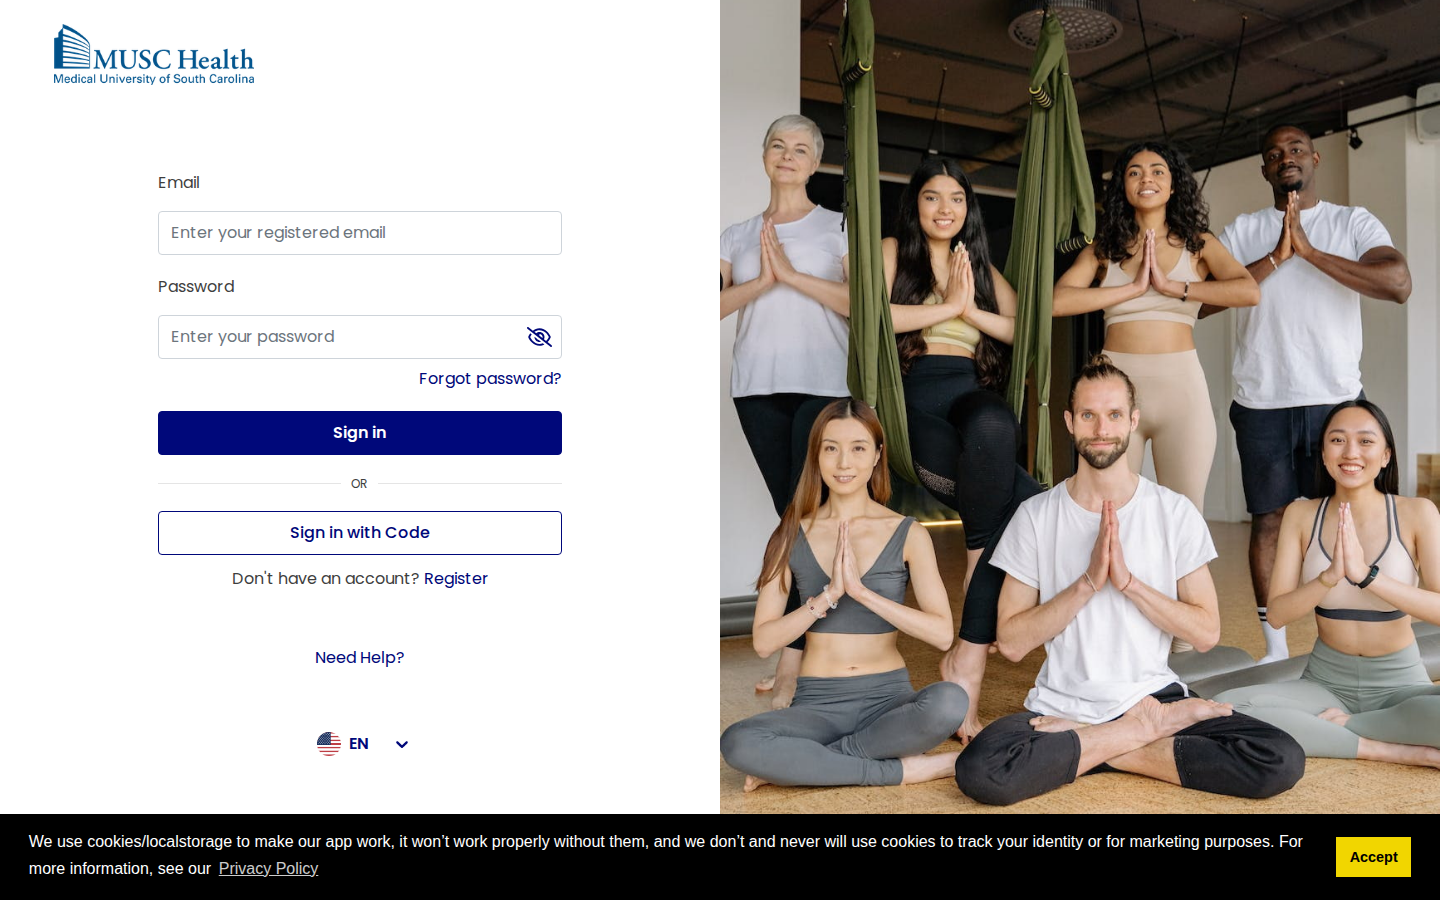 MUSC Health
Medical University of South Carolina
Email
Enter your registered email
Password
Enter your password
Forgot password?
Sign in
OR
Sign in with Code
Don't have an account? Register
Need Help?
EN
We use cookies/localstorage to make our app work, it won’t work properly without them, and we don’t and never will use cookies to track your identity or for marketing purposes. For
more information, see our Privacy Policy
Accept